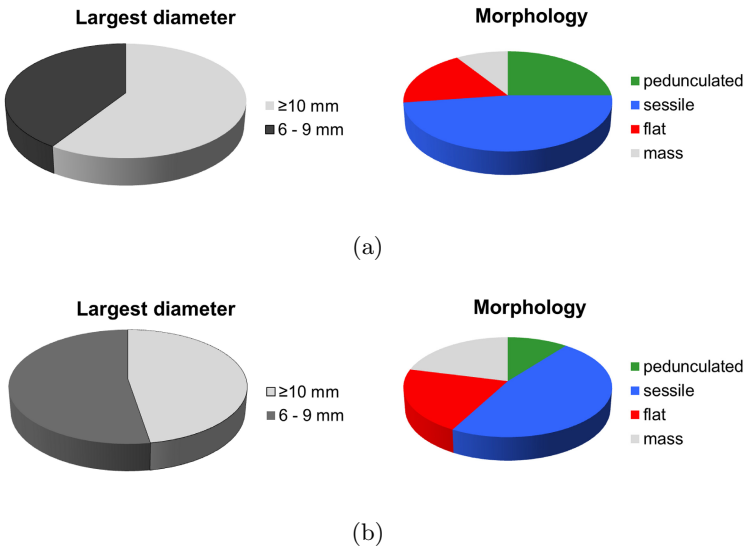 Largest diameter
≥10 mm
6 - 9 mm
Morphology
pedunculated
sessile
flat
mass
(a)
Largest diameter
≥10 mm
6 - 9 mm
Morphology
pedunculated
sessile
flat
mass
(b)